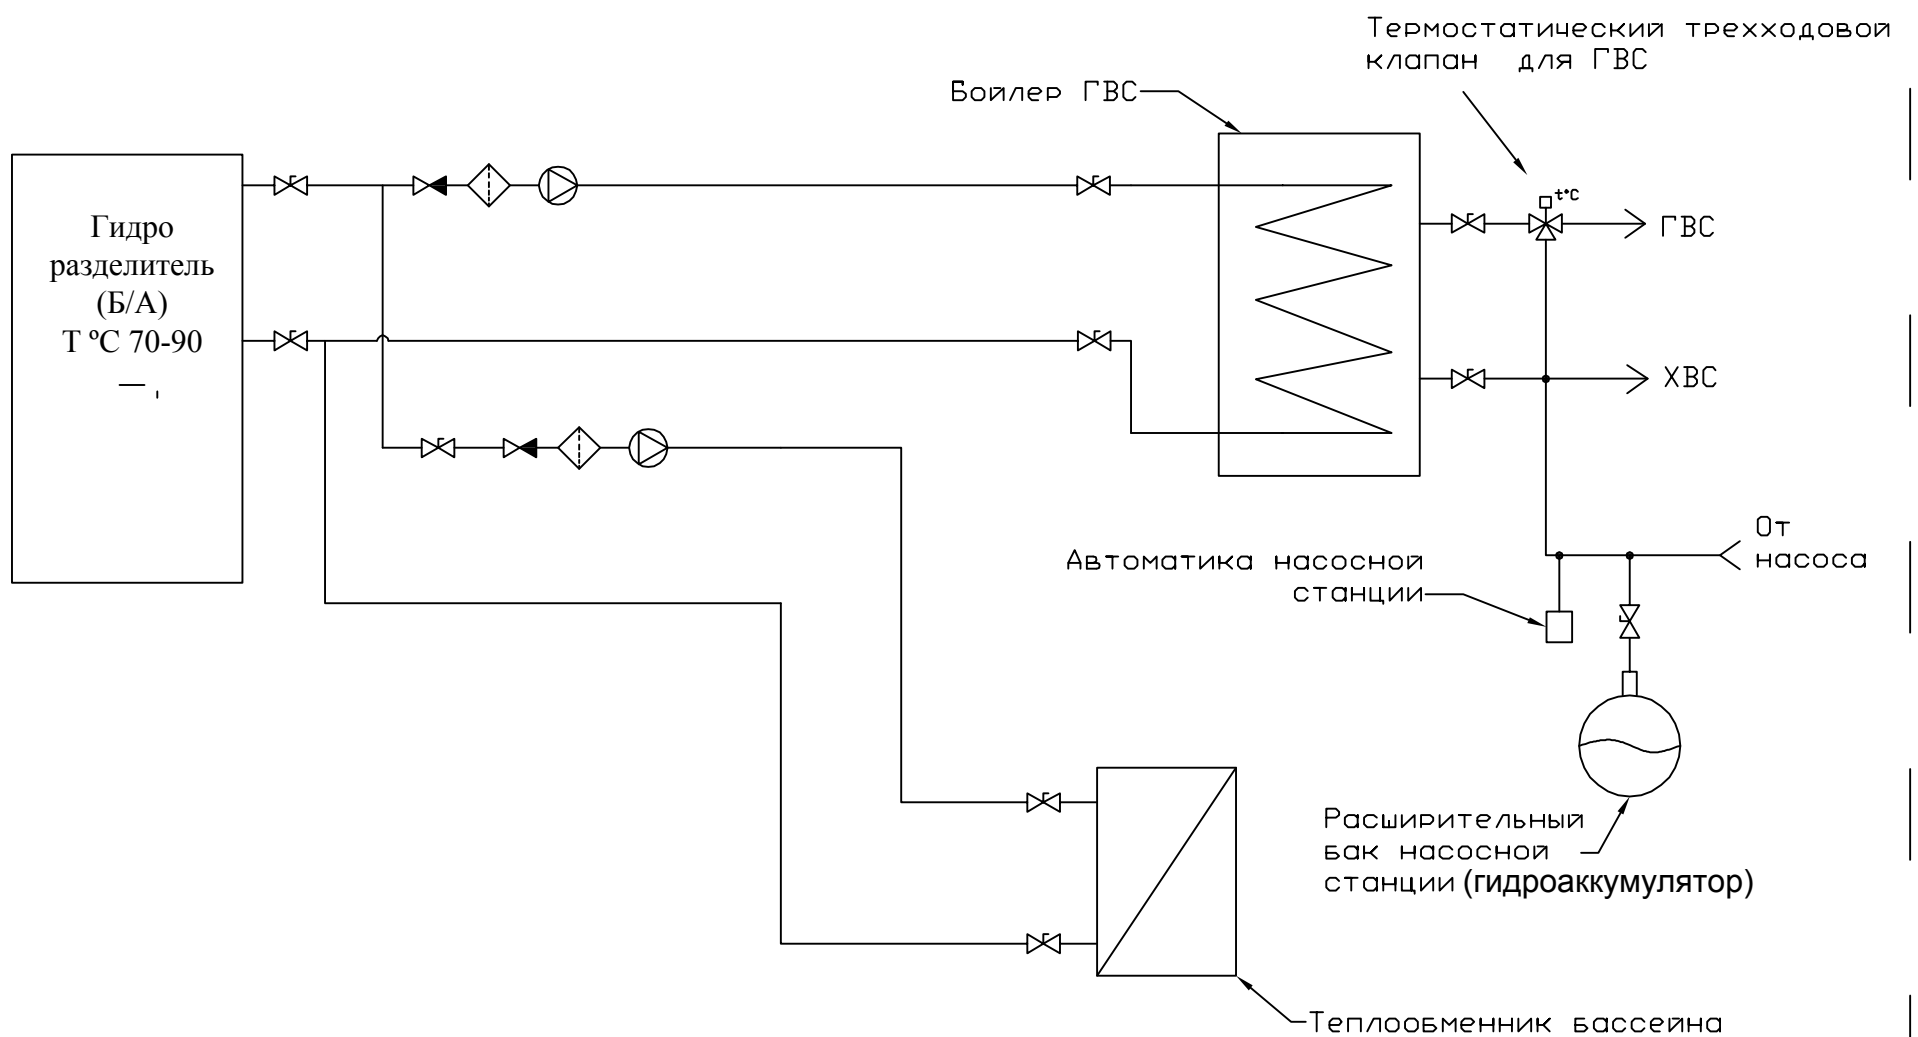 Термостатический трехходовой
клапан для ГВС
Бойлер ГВС
Гидро
разделитель
(Б/А)
Т ºС 70-90
t°C
ГВС
ХВС
От
насоса
Автоматика насосной
станции
Расширительный
бак насосной
станции (гидроаккумулятор)
Теплообменник бассейна